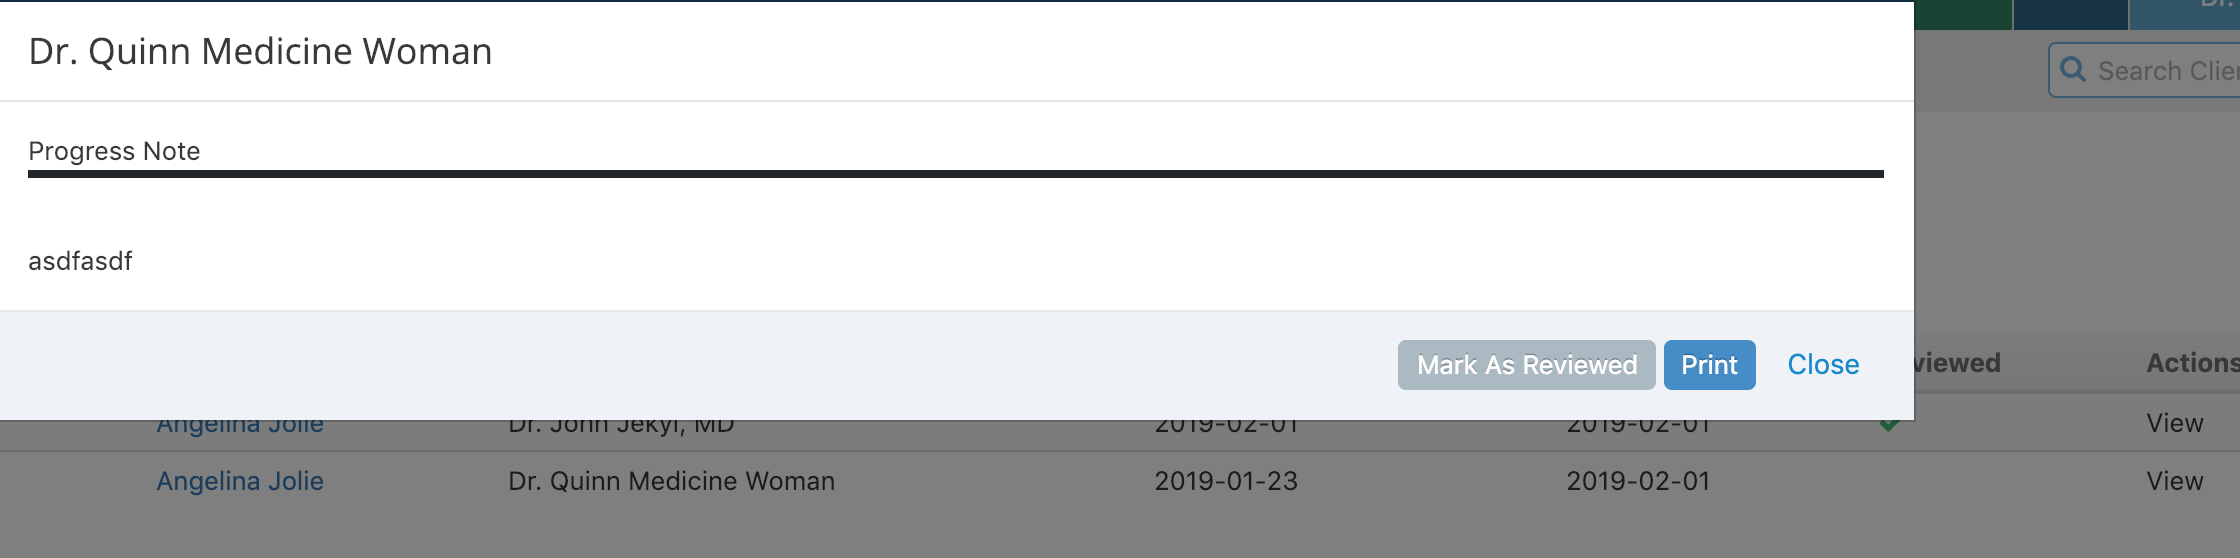 Dr. Quinn Medicine Woman
Search Clie
Progress Note
asdfasdf
Mark As Reviewed Print Close
viewed Actions
Angelina Jolie Dr. John Jekyl, MD 2019-02-01 2019-02-01 View
Angelina Jolie Dr. Quinn Medicine Woman 2019-01-23 2019-02-01 View